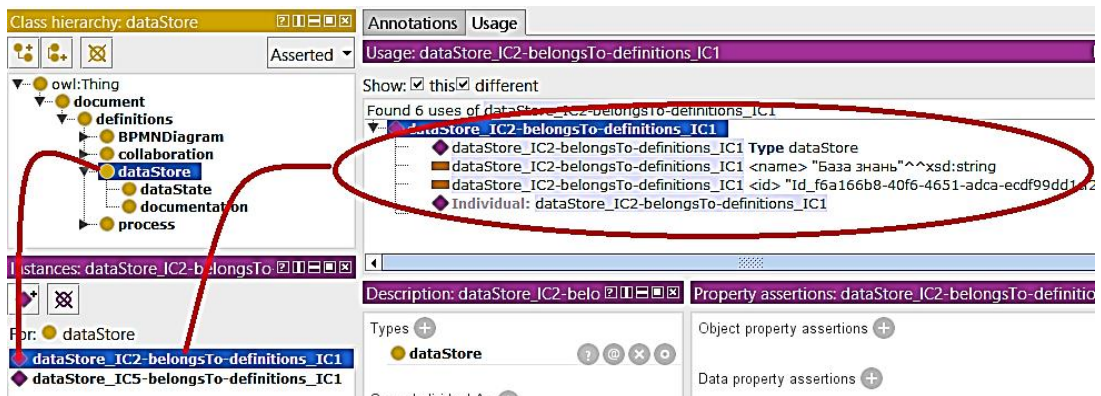 Class hierarchy: dataStore
Asserted
owl:Thing
document
definitions
BPMNDiagram
collaboration
dataStore
dataState
documentation
process
Instances: dataStore_IC2-belongsTo-
For: dataStore
dataStore_IC2-belongsTo-definitions_IC1
dataStore_IC5-belongsTo-definitions_IC1
Annotations Usage
Usage: dataStore_IC2-belongsTo-definitions_IC1
Show: this different
Found 6 uses of dataStore_IC2-belongsTo-definitions_IC1
dataStore_IC2-belongsTo-definitions_IC1
dataStore_IC2-belongsTo-definitions_IC1 Type dataStore
dataStore_IC2-belongsTo-definitions_IC1 <name> "База знань"^^xsd:string
dataStore_IC2-belongsTo-definitions_IC1 <id> "Id_f6a166b8-40f6-4651-adca-ecdf99dd1
Individual: dataStore_IC2-belongsTo-definitions_IC1
Description: dataStore_IC2-belo
Types
dataStore
Property assertions: dataStore_IC2-belongsTo-definitio
Object property assertions
Data property assertions